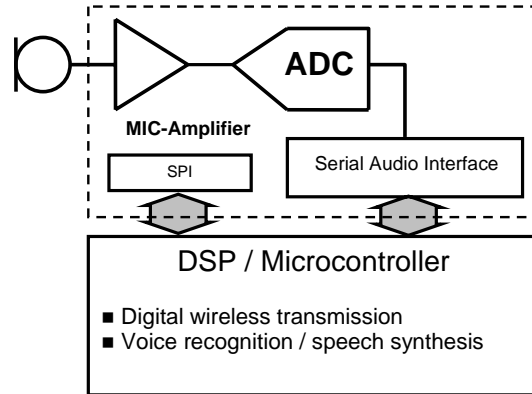 ADC
MIC-Amplifier
SPI
Serial Audio Interface
DSP / Microcontroller
■ Digital wireless transmission
■ Voice recognition / speech synthesis